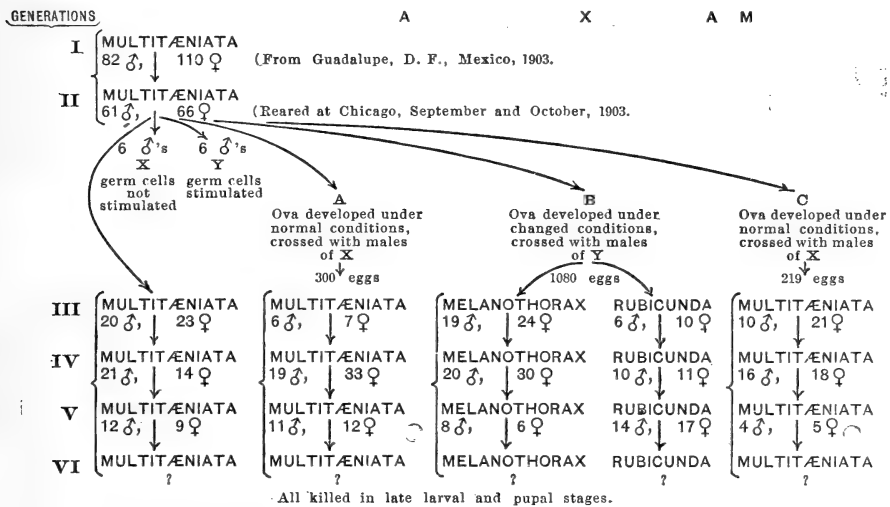 GENERATIONS A X A M
I MULTITÆNIATA
82 ♂, 110 ♀ (From Guadalupe, D. F., Mexico, 1903.
II MULTITÆNIATA
61 ♂, 66 ♀ (Reared at Chicago, September and October, 1903.
6 ♂'s 6 ♂'s
X Y
germ cells not stimulated
germ cells stimulated
A
Ova developed under
normal conditions,
crossed with males
of X
300 eggs
B
Ova developed under
changed conditions,
crossed with males
of Y
1080 eggs
C
Ova developed under
normal conditions,
crossed with males
of X
219 eggs
III MULTITÆNIATA MULTITÆNIATA MELANOTHORAX RUBICUNDA MULTITÆNIATA
20 ♂, 23 ♀ 6 ♂, 7 ♀ 19 ♂, 24 ♀ 6 ♂, 10 ♀ 10 ♂, 21 ♀
IV MULTITÆNIATA MULTITÆNIATA MELANOTHORAX RUBICUNDA MULTITÆNIATA
21 ♂, 14 ♀ 19 ♂, 33 ♀ 20 ♂, 30 ♀ 10 ♂, 11 ♀ 16 ♂, 18 ♀
V MULTITÆNIATA MULTITÆNIATA MELANOTHORAX RUBICUNDA MULTITÆNIATA
12 ♂, 9 ♀ 11 ♂, 12 ♀ 8 ♂, 6 ♀ 14 ♂, 17 ♀ 4 ♂, 5 ♀
VI MULTITÆNIATA MULTITÆNIATA MELANOTHORAX RUBICUNDA MULTITÆNIATA
? ? ? ? ?
All killed in late larval and pupal stages.